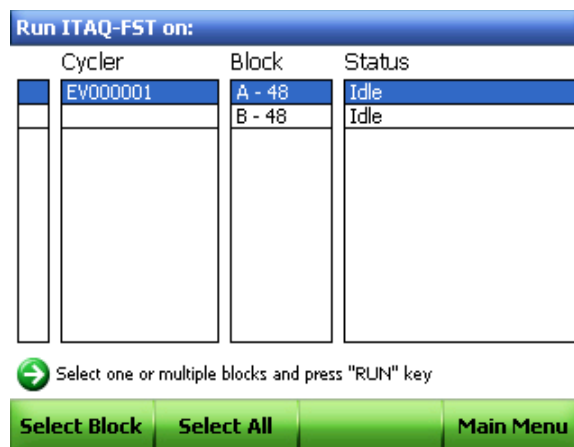 Run ITAQ-FST on:
Cycler Block Status
EV000001 A - 48 Idle
B - 48 Idle
Select one or multiple blocks and press "RUN" key
Select Block Select All Main Menu